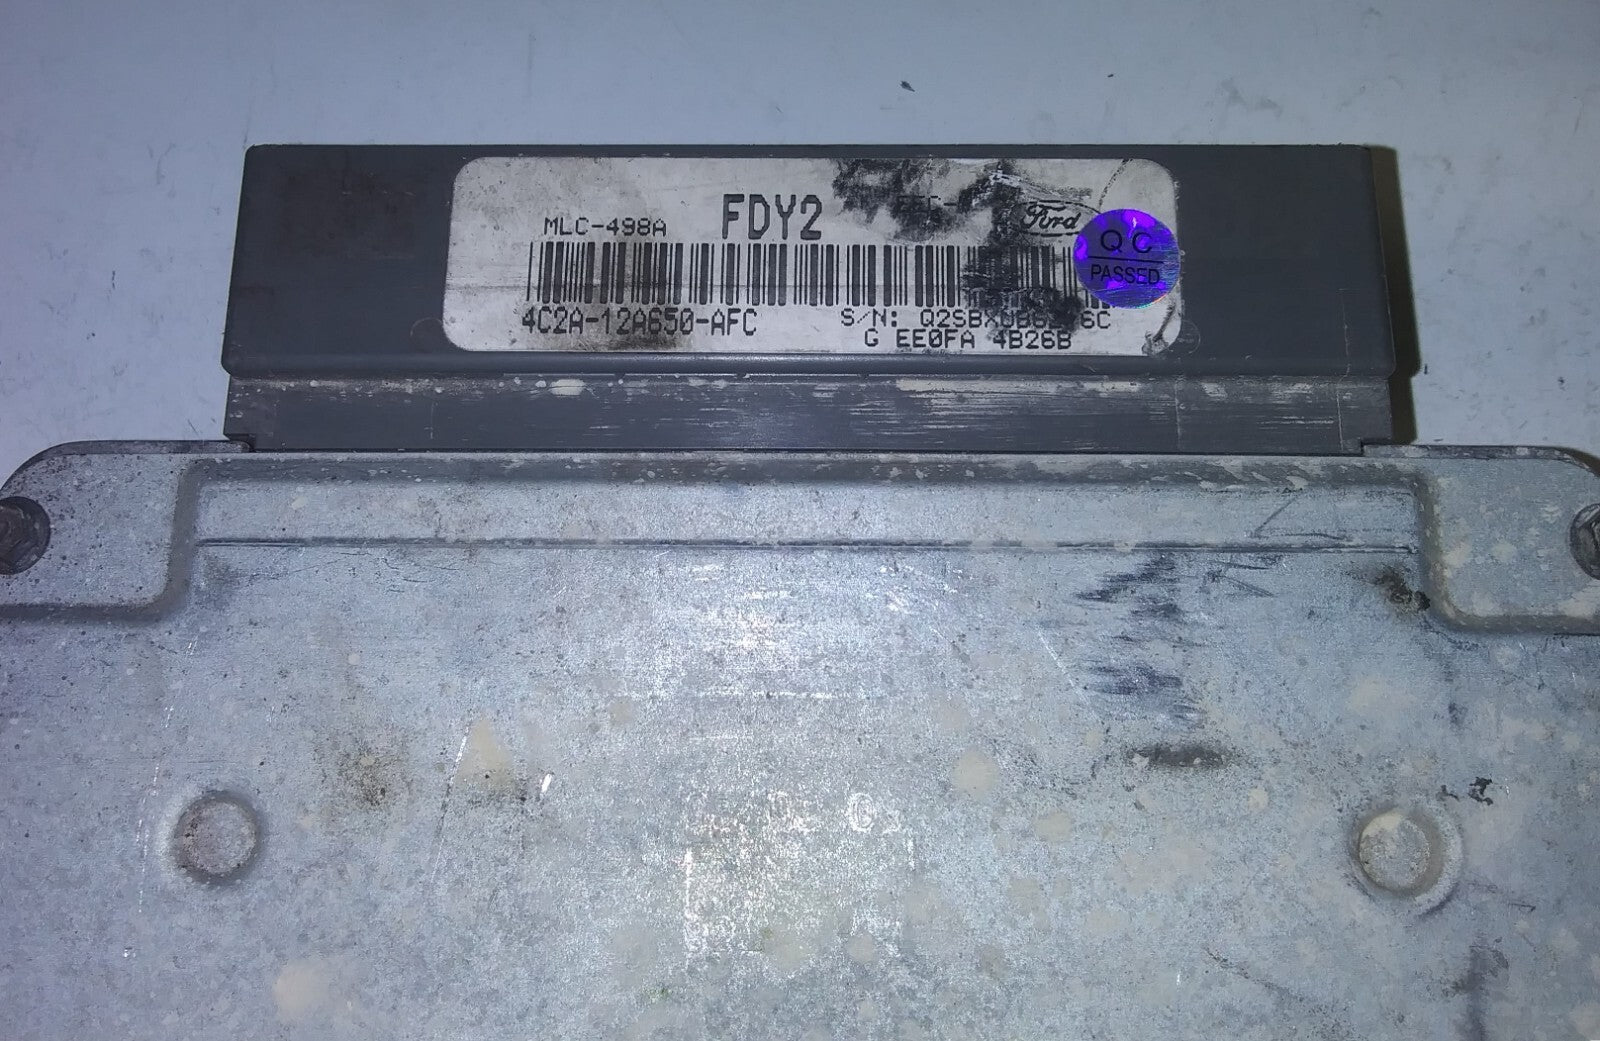 FDY2
Ford
MLC-498A
QC
PASSED
4C2A-12A650-AFC
S/N:
G EE0FA 4B26B